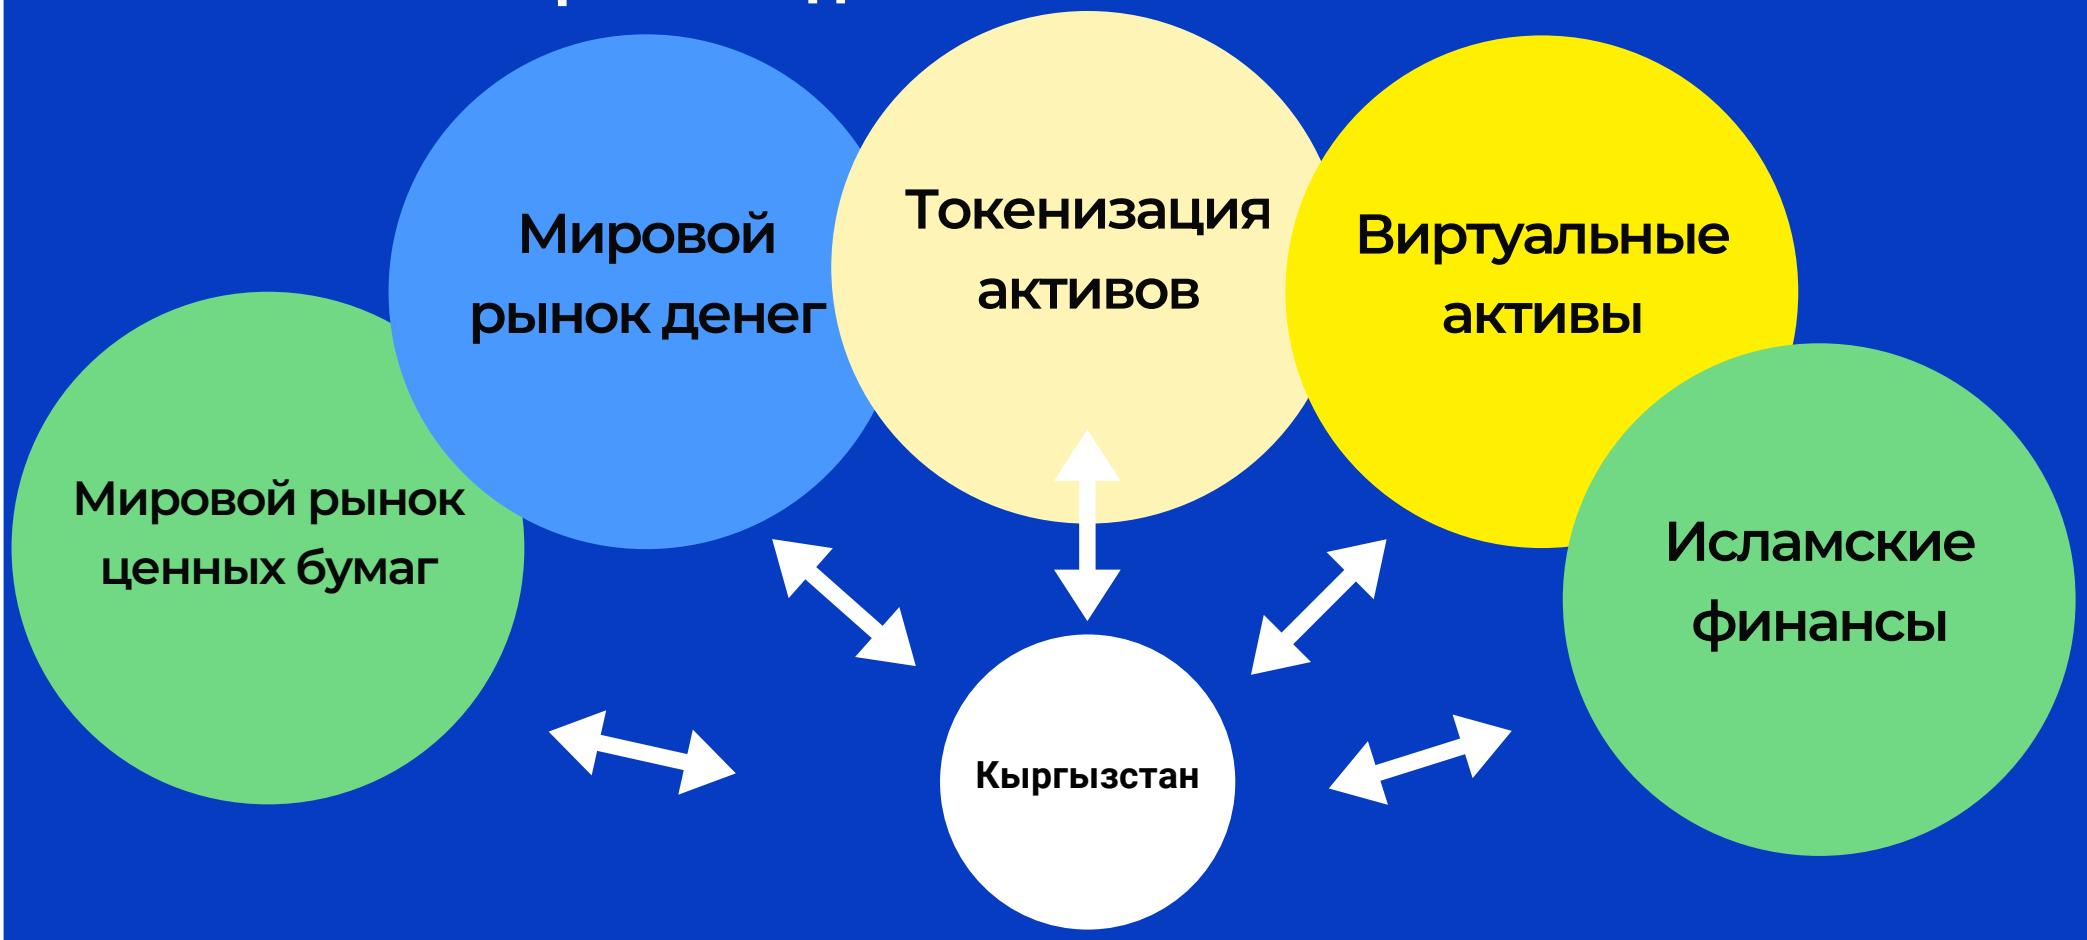 Токенизация
активов
Мировой
рынок денег
Виртуальные
активы
Мировой рынок
ценных бумаг
Исламские
финансы
Кыргызстан